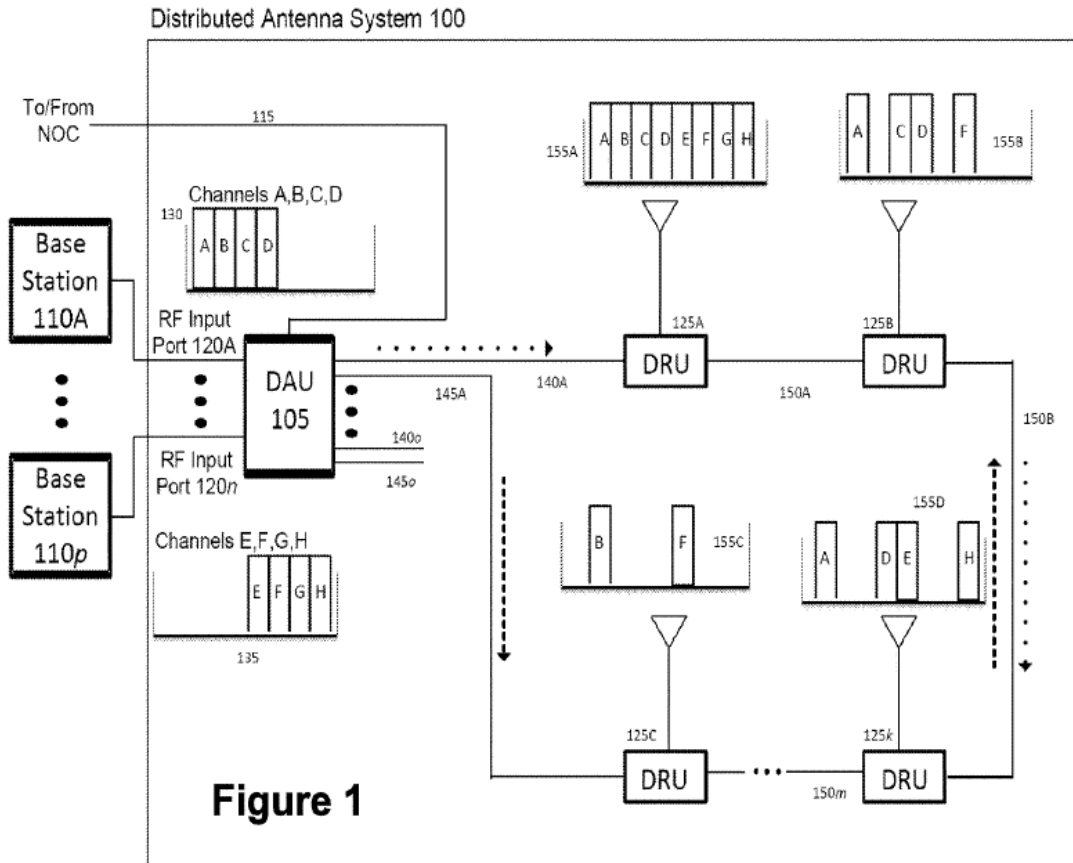 Distributed Antenna System 100
To/From
NOC
115
Channels A,B,C,D
130
A B C D
155A
A B C D E F G H
A C D F
155B
Base
Station
110A
RF Input
Port 120A
DAU
105
125A
DRU
125B
DRU
140A
145A
150A
150B
140o
145o
Base
Station
110p
RF Input
Port 120n
Channels E,F,G,H
E F G H
135
B F
155C
155D
A D E H
125C
DRU
125k
DRU
150m
Figure 1